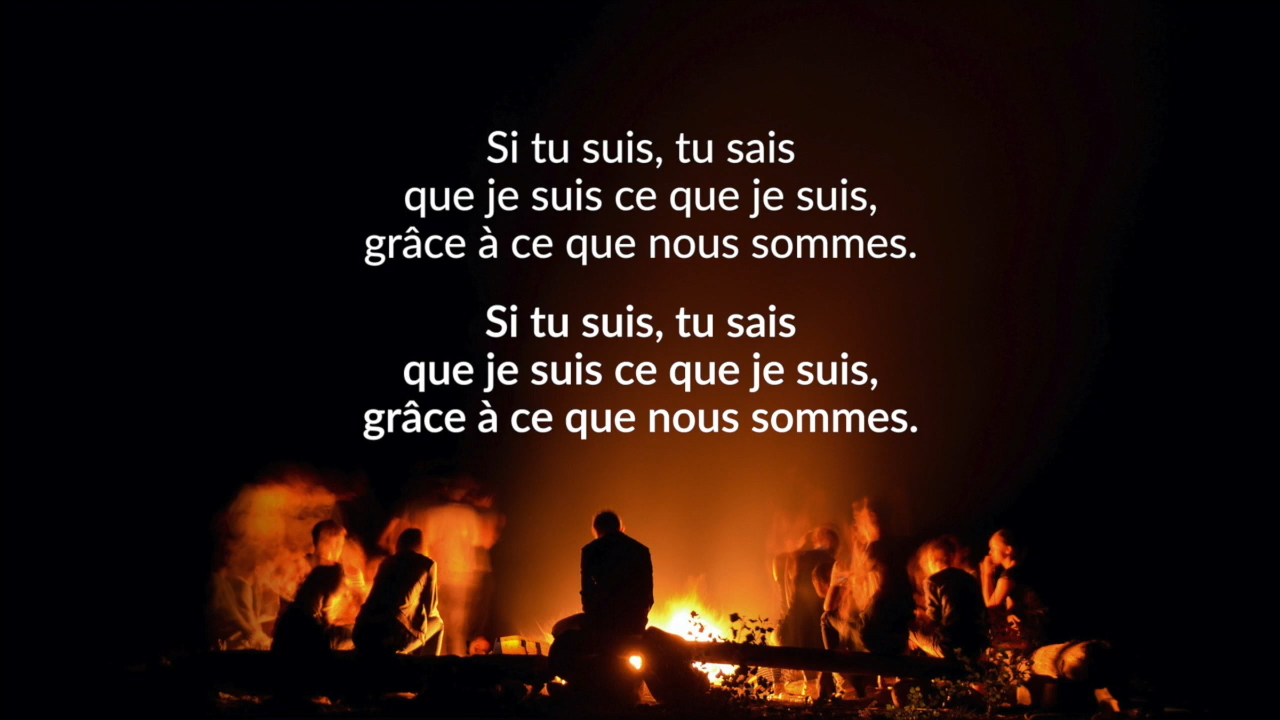 Si tu suis, tu sais
que je suis ce que je suis,
grâce à ce que nous sommes.
Si tu suis, tu sais
que je suis ce que je suis,
grâce à ce que nous sommes.